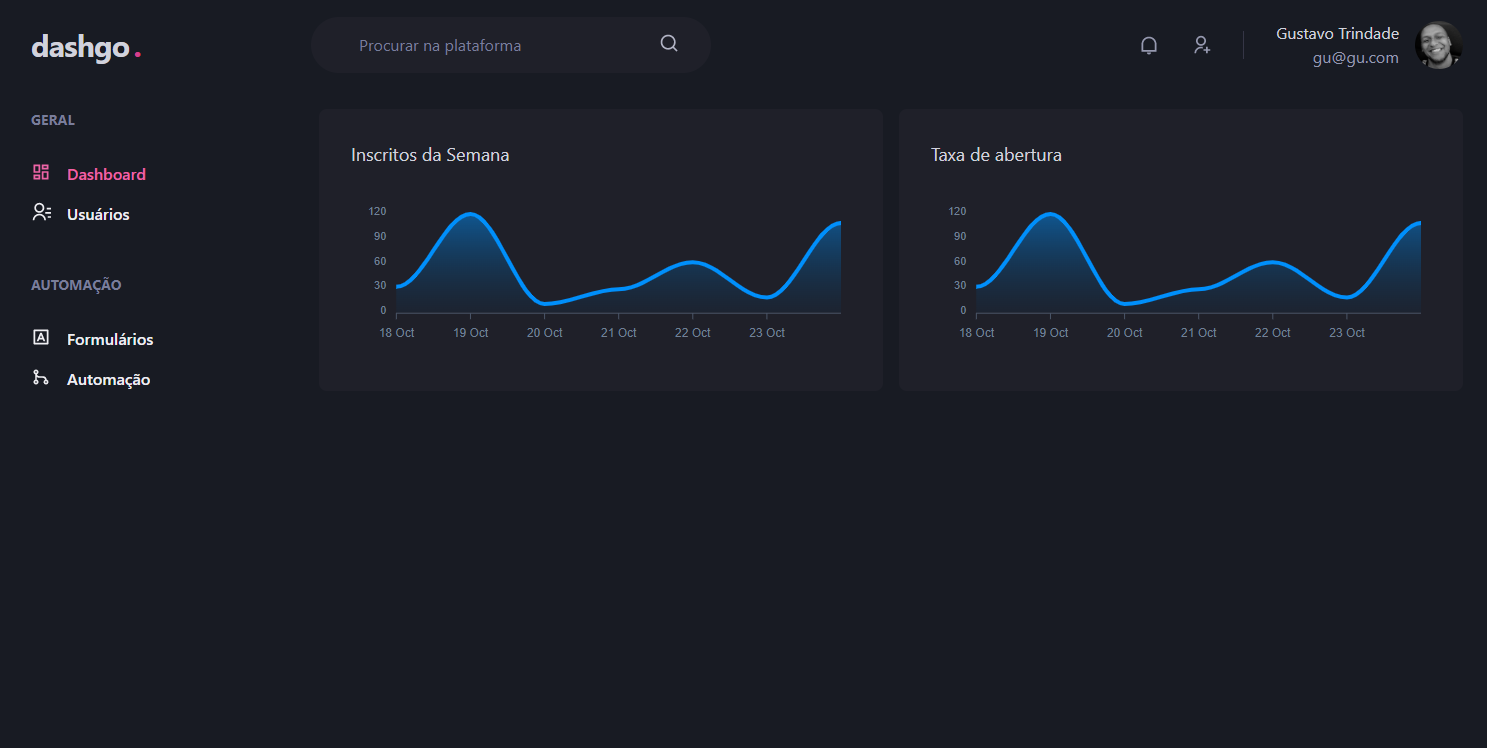 dashgo.
Procurar na plataforma
Gustavo Trindade
gu@gu.com
GERAL
Dashboard
Usuários
AUTOMAÇÃO
Formulários
Automação
Inscritos da Semana
120
90
60
30
0
18 Oct 19 Oct 20 Oct 21 Oct 22 Oct 23 Oct
Taxa de abertura
120
90
60
30
0
18 Oct 19 Oct 20 Oct 21 Oct 22 Oct 23 Oct